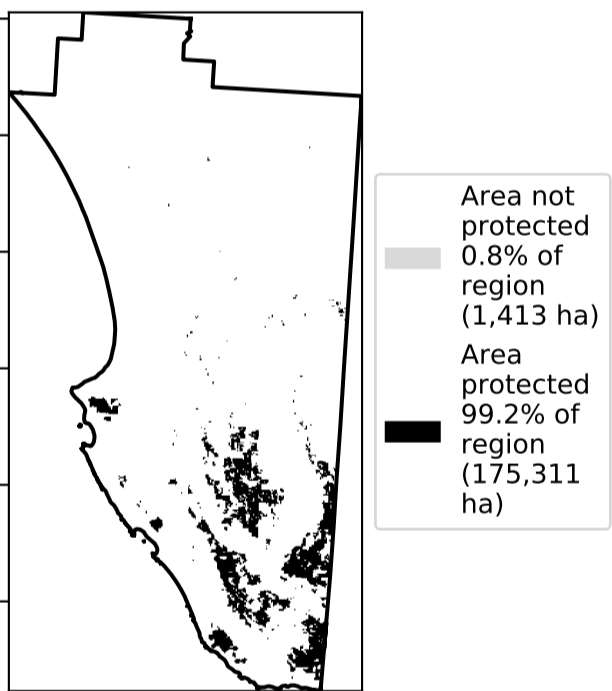 Area not
protected
0.8% of
region
(1,413 ha)
Area
protected
99.2% of
region
(175,311
ha)